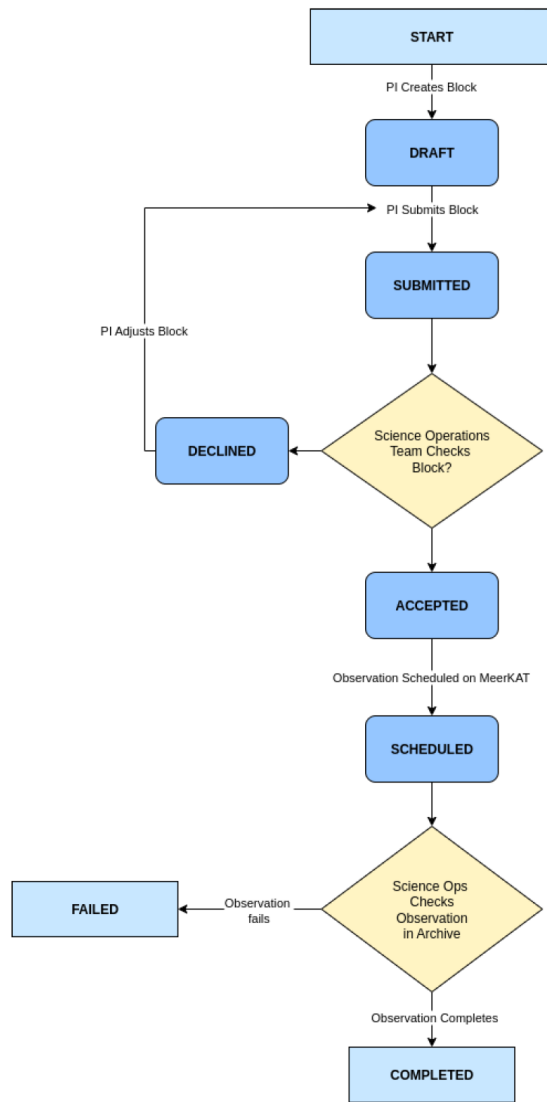 START
PI Creates Block
DRAFT
PI Submits Block
SUBMITTED
PI Adjusts Block
Science Operations
Team Checks
Block?
DECLINED
ACCEPTED
Observation Scheduled on MeerKAT
SCHEDULED
Science Ops
Checks
Observation
in Archive
Observation
fails
FAILED
Observation Completes
COMPLETED